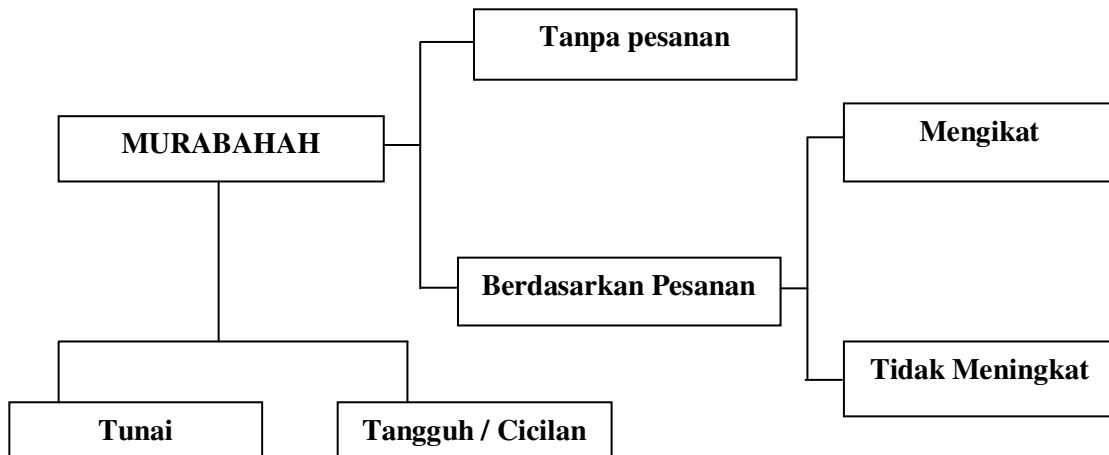 Tanpa pesanan
MURABAHAH
Mengikat
Berdasarkan Pesanan
Tidak Meningkat
Tunai
Tangguh / Cicilan